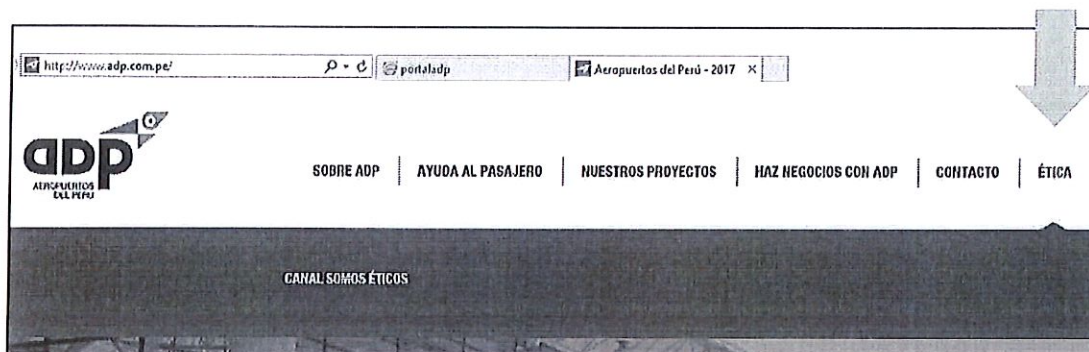 http://www.adp.com.pe/
portaladp
Aeropuertos del Perú - 2017
adp
AEROPUERTOS
DEL PERÚ
SOBRE ADP
AYUDA AL PASAJERO
NUESTROS PROYECTOS
HAZ NEGOCIOS CON ADP
CONTACTO
ÉTICA
CANAL SOMOS ÉTICOS